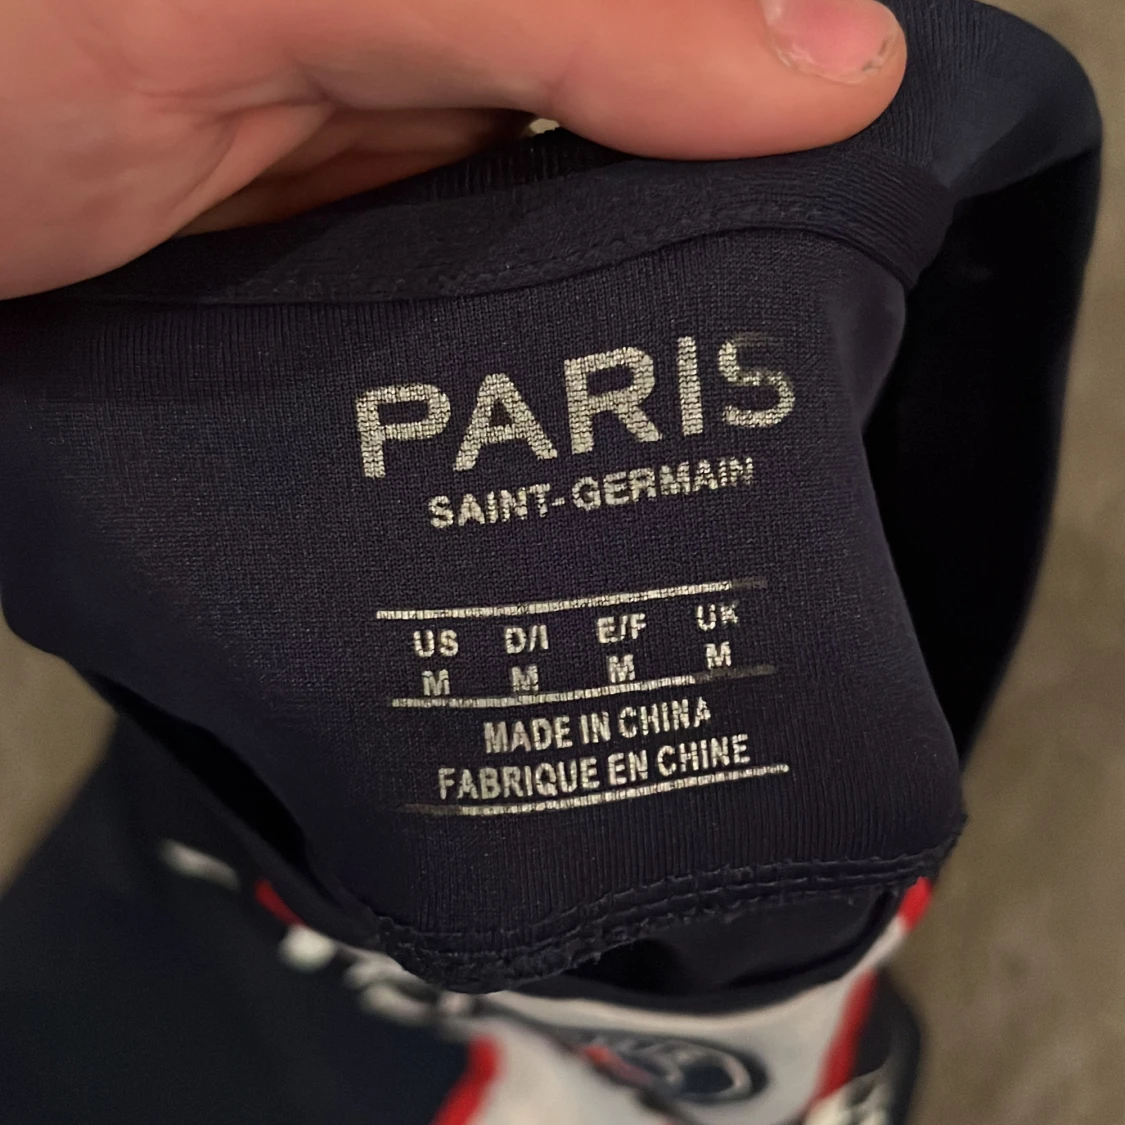 PARIS
SAINT-GERMAIN
US D/I E/F UK
M M M M
MADE IN CHINA
FABRIQUE EN CHINE